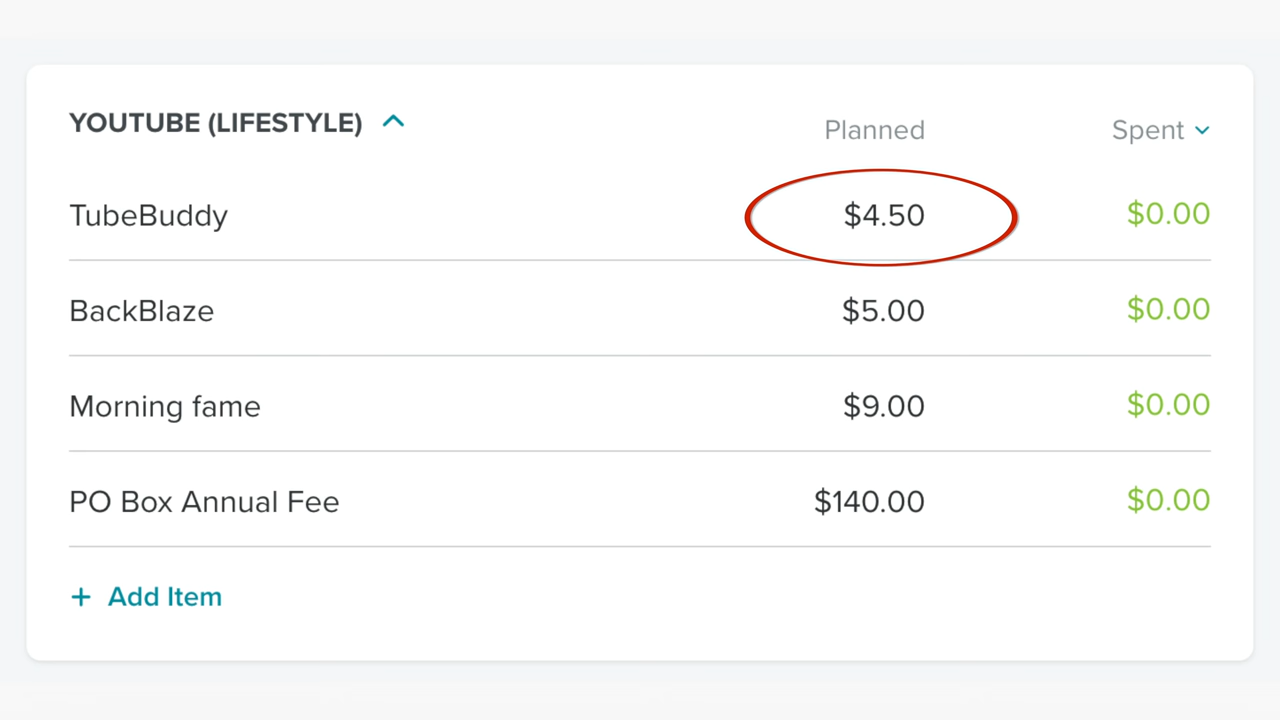 YOUTUBE (LIFESTYLE) Planned Spent
TubeBuddy $4.50 $0.00
BackBlaze $5.00 $0.00
Morning fame $9.00 $0.00
PO Box Annual Fee $140.00 $0.00
+ Add Item